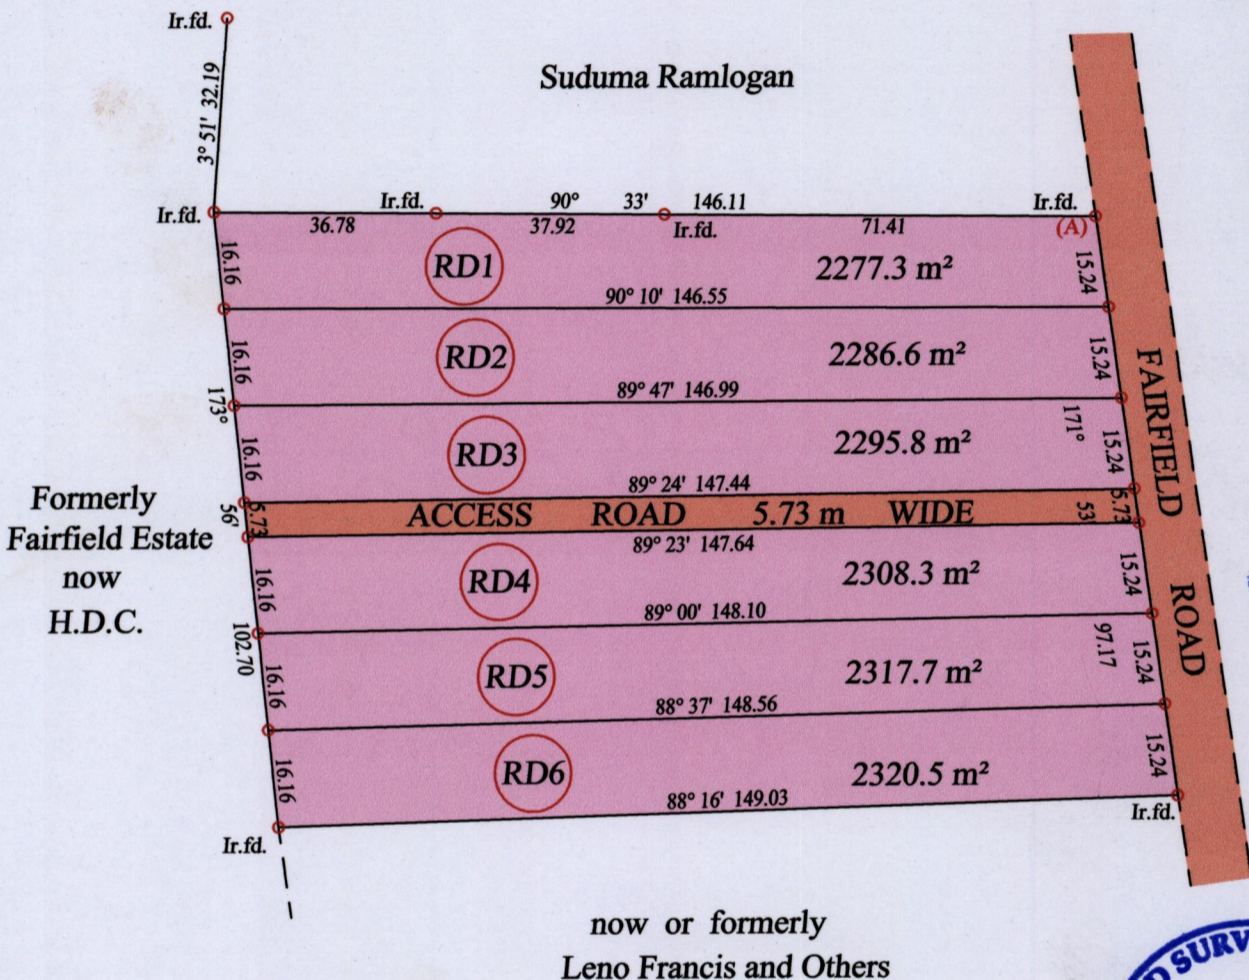 Ir.fd.
Suduma Ramlogan
3° 51' 32.19
Ir.fd.
Ir.fd.
90° 33' 146.11
Ir.fd.
36.78
37.92
Ir.fd.
71.41
(A)
16.16
RD1
2277.3 m²
15.24
90° 10' 146.55
16.16
RD2
2286.6 m²
15.24
89° 47' 146.99
173°
171°
16.16
RD3
2295.8 m²
15.24
89° 24' 147.44
56'
5.73
ACCESS ROAD 5.73 m WIDE
53'
5.73
89° 23' 147.64
FAIRFIELD ROAD
Formerly
Fairfield Estate
now
H.D.C.
16.16
RD4
2308.3 m²
15.24
89° 00' 148.10
102.70
97.17
16.16
RD5
2317.7 m²
15.24
88° 37' 148.56
16.16
RD6
2320.5 m²
15.24
88° 16' 149.03
Ir.fd.
Ir.fd.
now or formerly
Leno Francis and Others